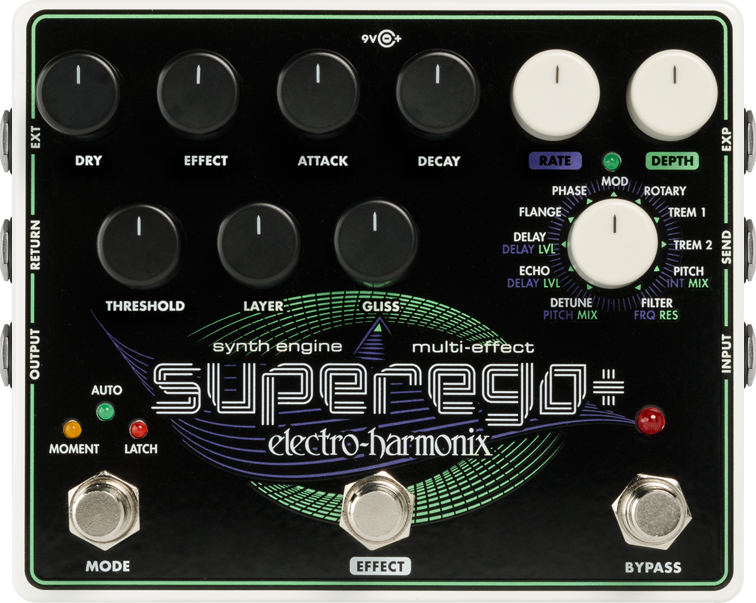 9V +
DRY EFFECT ATTACK DECAY RATE DEPTH
EXT
EXP
MOD
PHASE ROTARY
FLANGE TREM 1
DELAY TREM 2
DELAY LVL
ECHO PITCH
DELAY LVL INT MIX
DETUNE FILTER
PITCH MIX FRQ RES
RETURN
SEND
THRESHOLD LAYER GLISS
OUTPUT
INPUT
synth engine multi-effect
superego+
electro-harmonix
AUTO
MOMENT LATCH
MODE EFFECT BYPASS